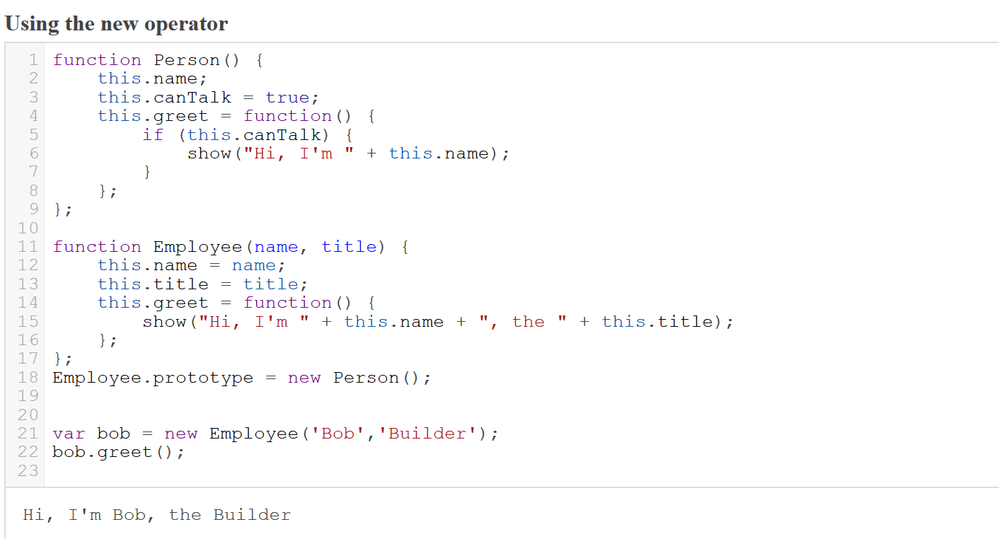 Using the new operator
1 function Person() {
2     this.name;
3     this.canTalk = true;
4     this.greet = function() {
5         if (this.canTalk) {
6             show("Hi, I'm " + this.name);
7         }
8     };
9 };
10
11 function Employee(name, title) {
12     this.name = name;
13     this.title = title;
14     this.greet = function() {
15         show("Hi, I'm " + this.name + ", the " + this.title);
16     };
17 };
18 Employee.prototype = new Person();
19
20
21 var bob = new Employee('Bob','Builder');
22 bob.greet();
23
Hi, I'm Bob, the Builder